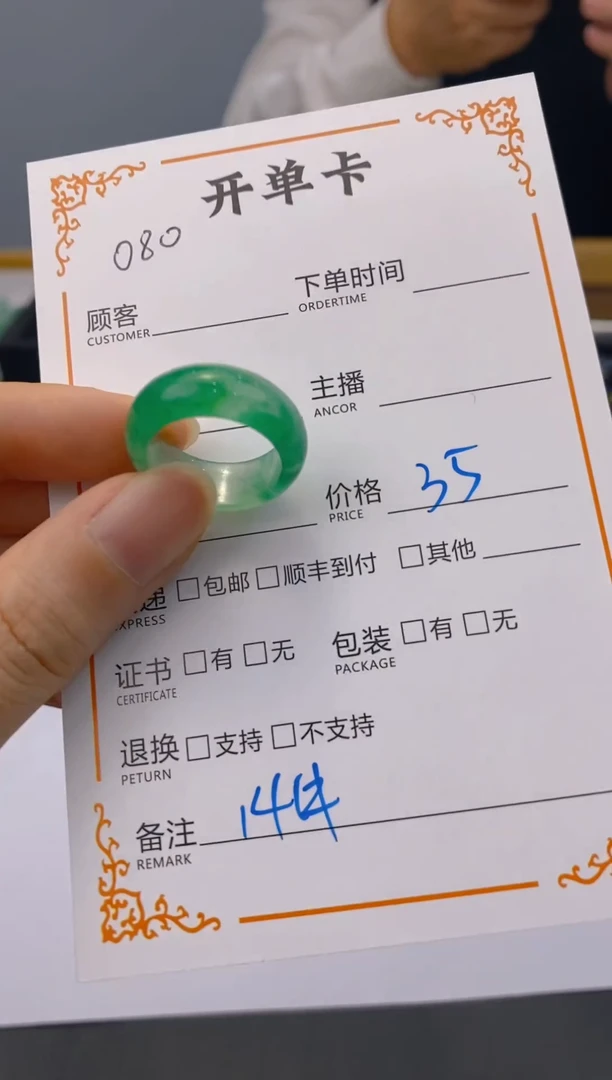 开单卡
080
顾客 下单时间
CUSTOMER ORDERTIME
主播
ANCOR
价格 35
PRICE
递 □包邮 □顺丰到付 □其他
XPRESS
证书 □有 □无 包装 □有 □无
CERTIFICATE PACKAGE
退换 □支持 □不支持
PETURN
备注 14
REMARK